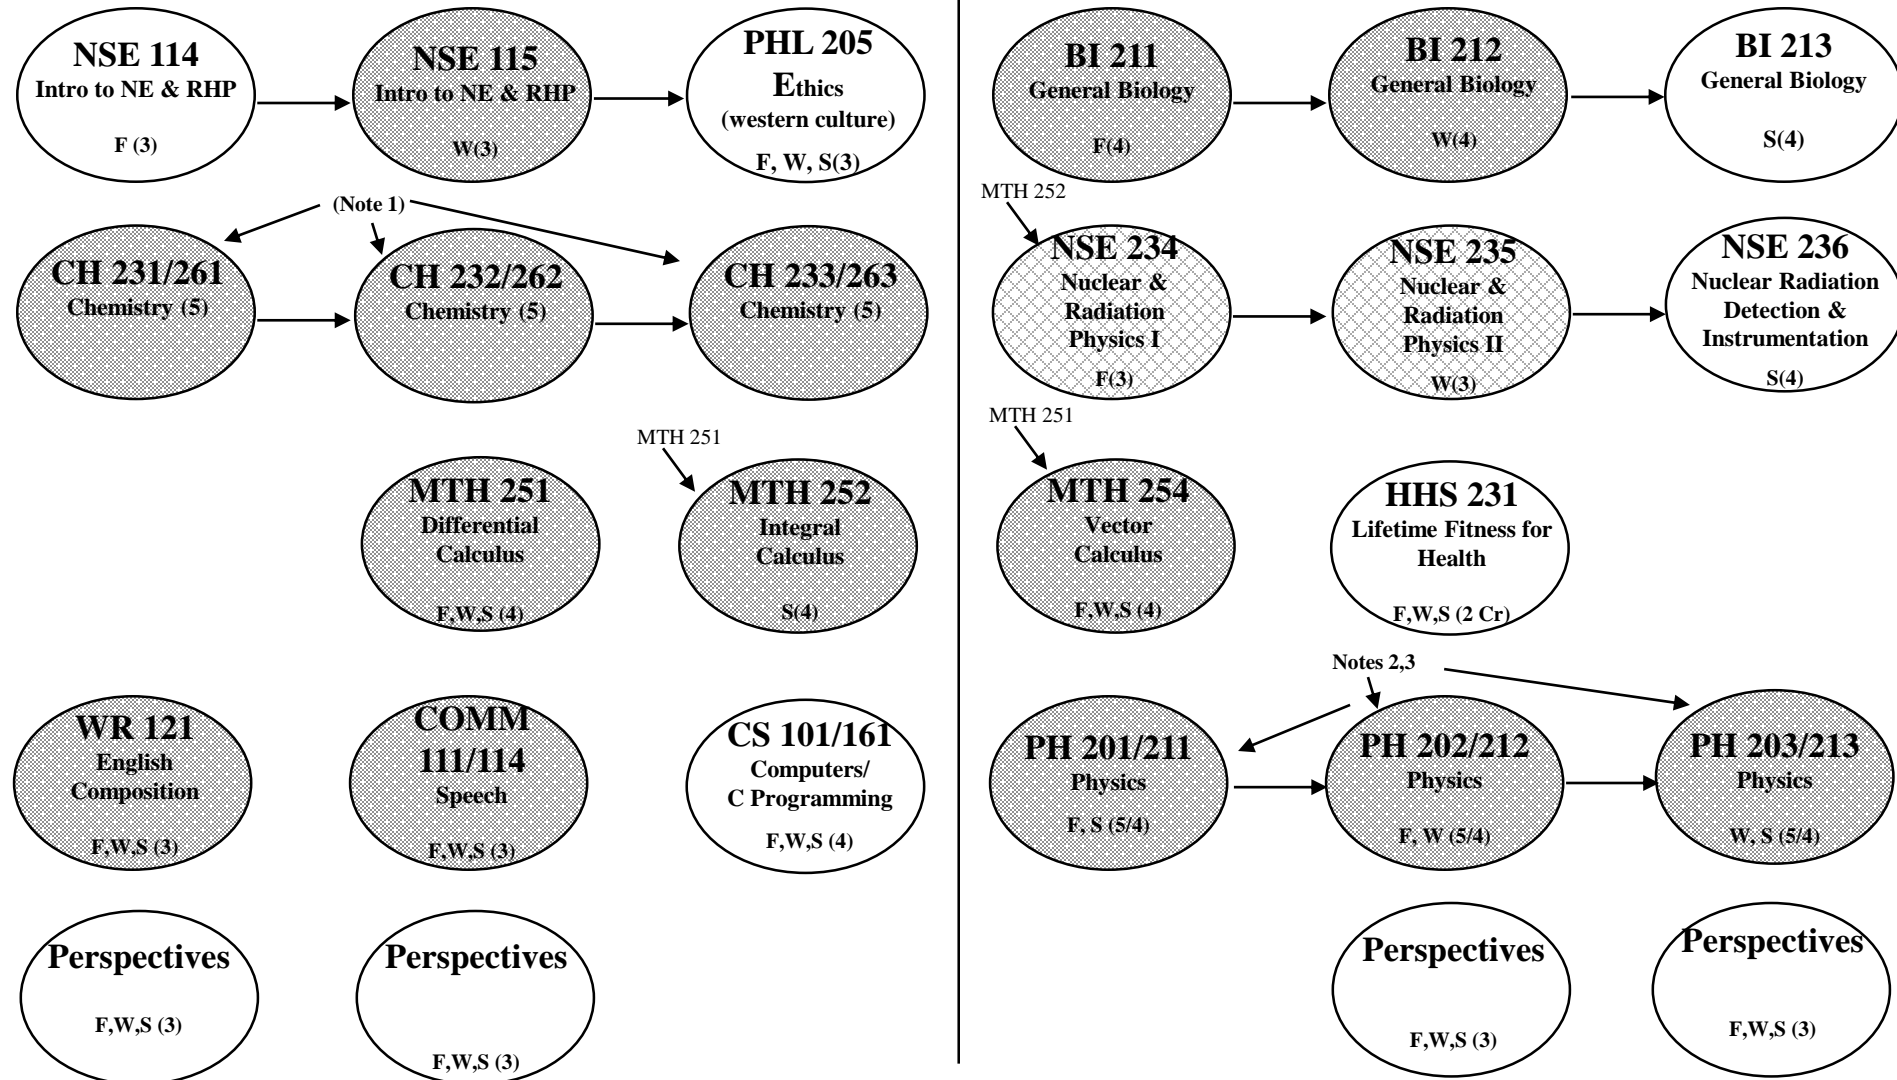 NSE 114
Intro to NE & RHP
F (3)
NSE 115
Intro to NE & RHP
W(3)
PHL 205
Ethics
(western culture)
F, W, S(3)
(Note 1)
CH 231/261
Chemistry (5)
CH 232/262
Chemistry (5)
CH 233/263
Chemistry (5)
MTH 251
Differential
Calculus
F,W,S (4)
MTH 251
MTH 252
Integral
Calculus
S(4)
WR 121
English
Composition
F,W,S (3)
COMM
111/114
Speech
F,W,S (3)
CS 101/161
Computers/
C Programming
F,W,S (4)
Perspectives
F,W,S (3)
Perspectives
F,W,S (3)
BI 211
General Biology
F(4)
BI 212
General Biology
W(4)
BI 213
General Biology
S(4)
MTH 252
NSE 234
Nuclear &
Radiation
Physics I
F(3)
NSE 235
Nuclear &
Radiation
Physics II
W(3)
NSE 236
Nuclear Radiation
Detection &
Instrumentation
S(4)
MTH 251
MTH 254
Vector
Calculus
F,W,S (4)
HHS 231
Lifetime Fitness for
Health
F,W,S (2 Cr)
Notes 2,3
PH 201/211
Physics
F, S (5/4)
PH 202/212
Physics
F, W (5/4)
PH 203/213
Physics
W, S (5/4)
Perspectives
F,W,S (3)
Perspectives
F,W,S (3)